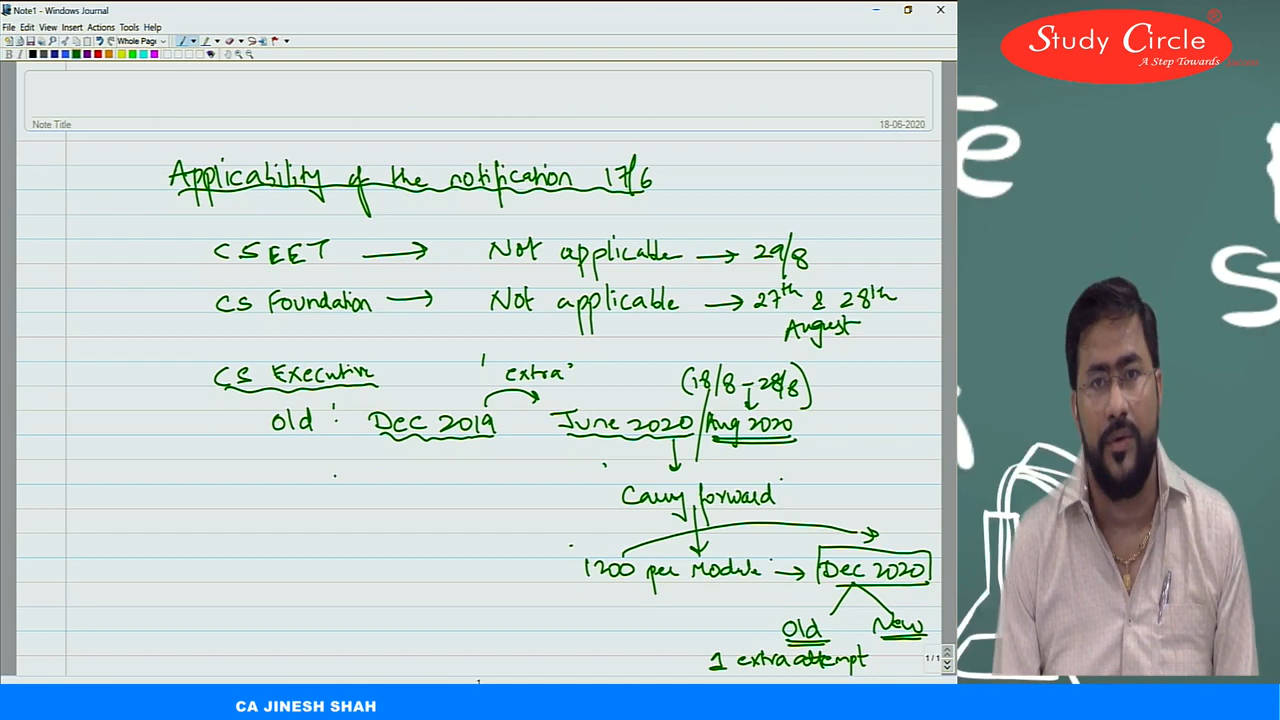 Note1 - Windows Journal
File Edit View Insert Actions Tools Help
Whole Page
B I
Study Circle ®
A Step Towards
Note Title
18-06-2020
Applicability of the notification 17/6
CSEET → Not applicable → 29/8
CS Foundation → Not applicable → 27th & 28th
August
CS Executive 'extra" (18/8 - 28/8)
Old : Dec 2019 June 2020 / Aug 2020
Carry forward
1200 per Module → Dec 2020
Old New
1 extra attempt
1/1
CA JINESH SHAH